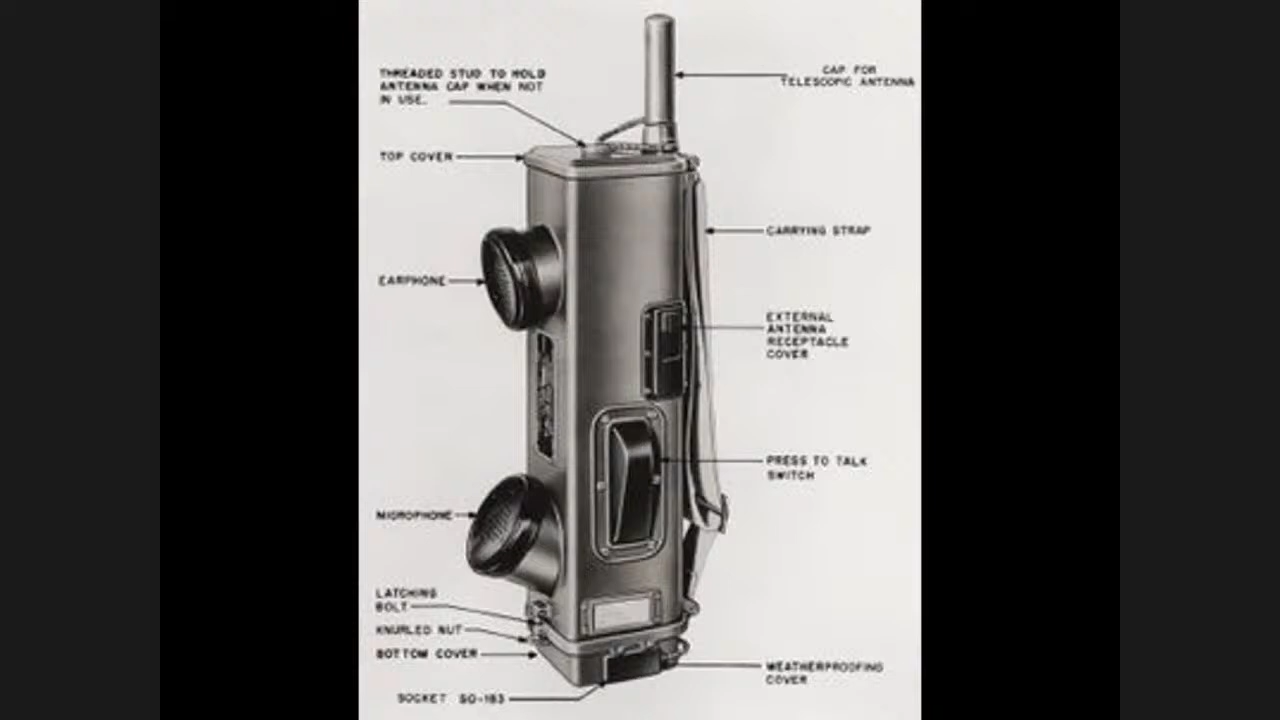 THREADED STUD TO HOLD
ANTENNA CAP WHEN NOT
IN USE.
CAP FOR
TELESCOPIC ANTENNA
TOP COVER
CARRYING STRAP
EARPHONE
EXTERNAL
ANTENNA
RECEPTACLE
COVER
PRESS TO TALK
SWITCH
MICROPHONE
LATCHING
BOLT
KNURLED NUT
BOTTOM COVER
WEATHERPROOFING
COVER
SOCKET SO-183